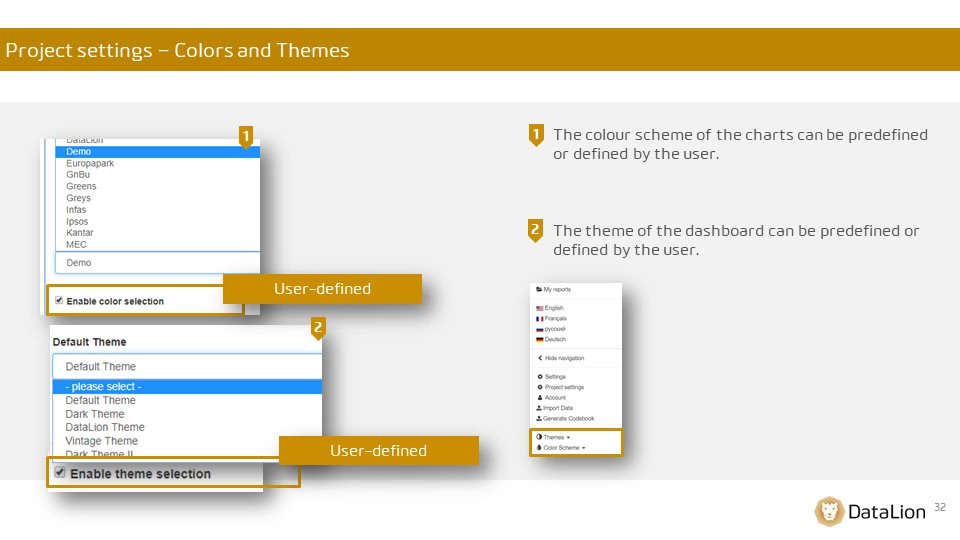 Project settings – Colors and Themes
1
DataLion
Demo
Europapark
GnBu
Greens
Greys
Infas
Ipsos
Kantar
MEC
Demo
Enable color selection
User-defined
2
Default Theme
Default Theme
- please select -
Default Theme
Dark Theme
DataLion Theme
Vintage Theme
Dark Theme II
Enable theme selection
User-defined
1 The colour scheme of the charts can be predefined
or defined by the user.
2 The theme of the dashboard can be predefined or
defined by the user.
My reports
English
Français
русский
Deutsch
Hide navigation
Settings
Project settings
Account
Import Data
Generate Codebook
Themes
Color Scheme
DataLion
32